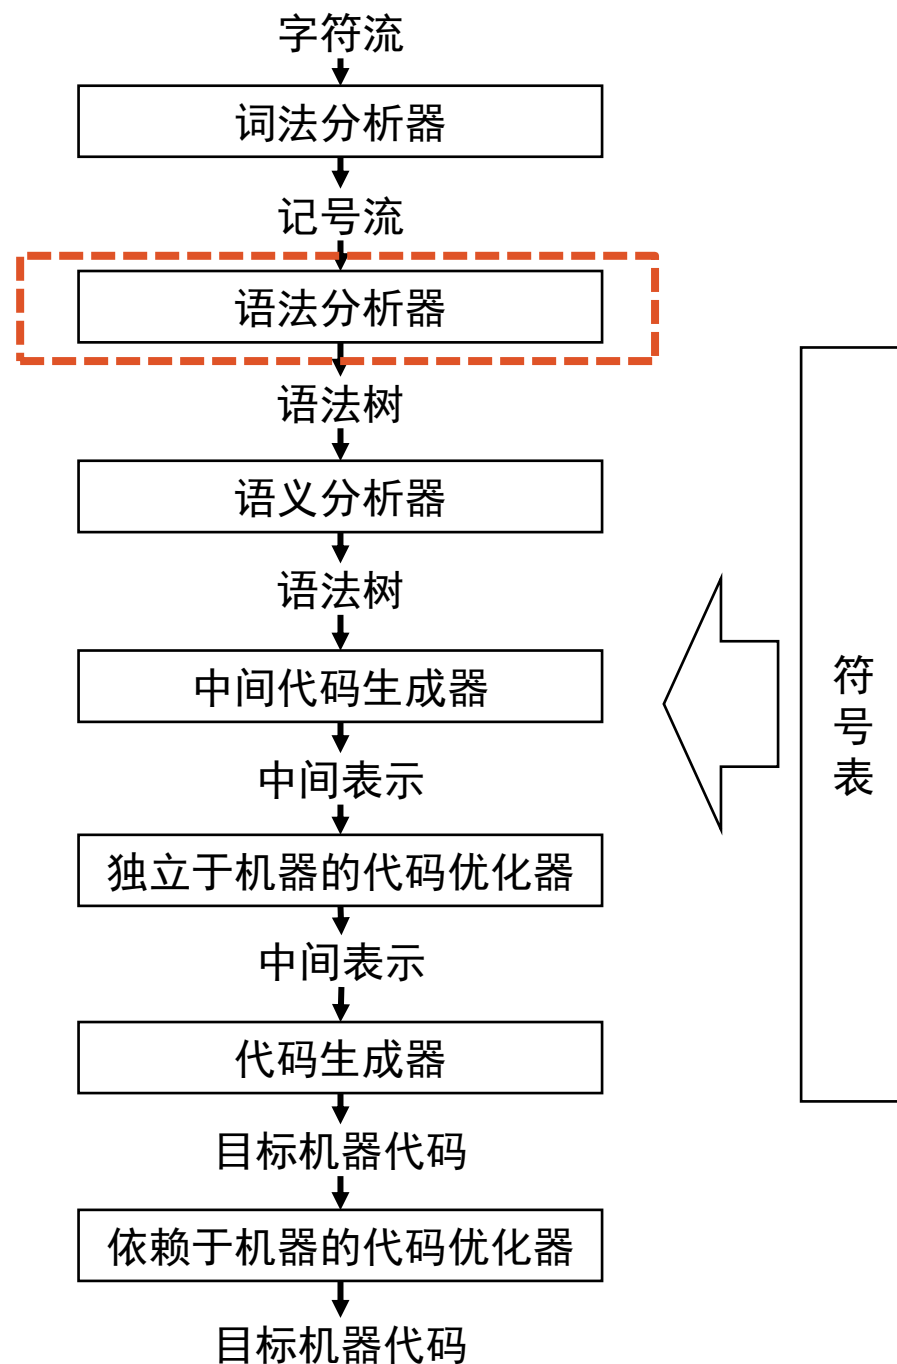 字符流
词法分析器
记号流
语法分析器
语法树
语义分析器
语法树
中间代码生成器
中间表示
独立于机器的代码优化器
中间表示
代码生成器
目标机器代码
依赖于机器的代码优化器
目标机器代码
符
号
表